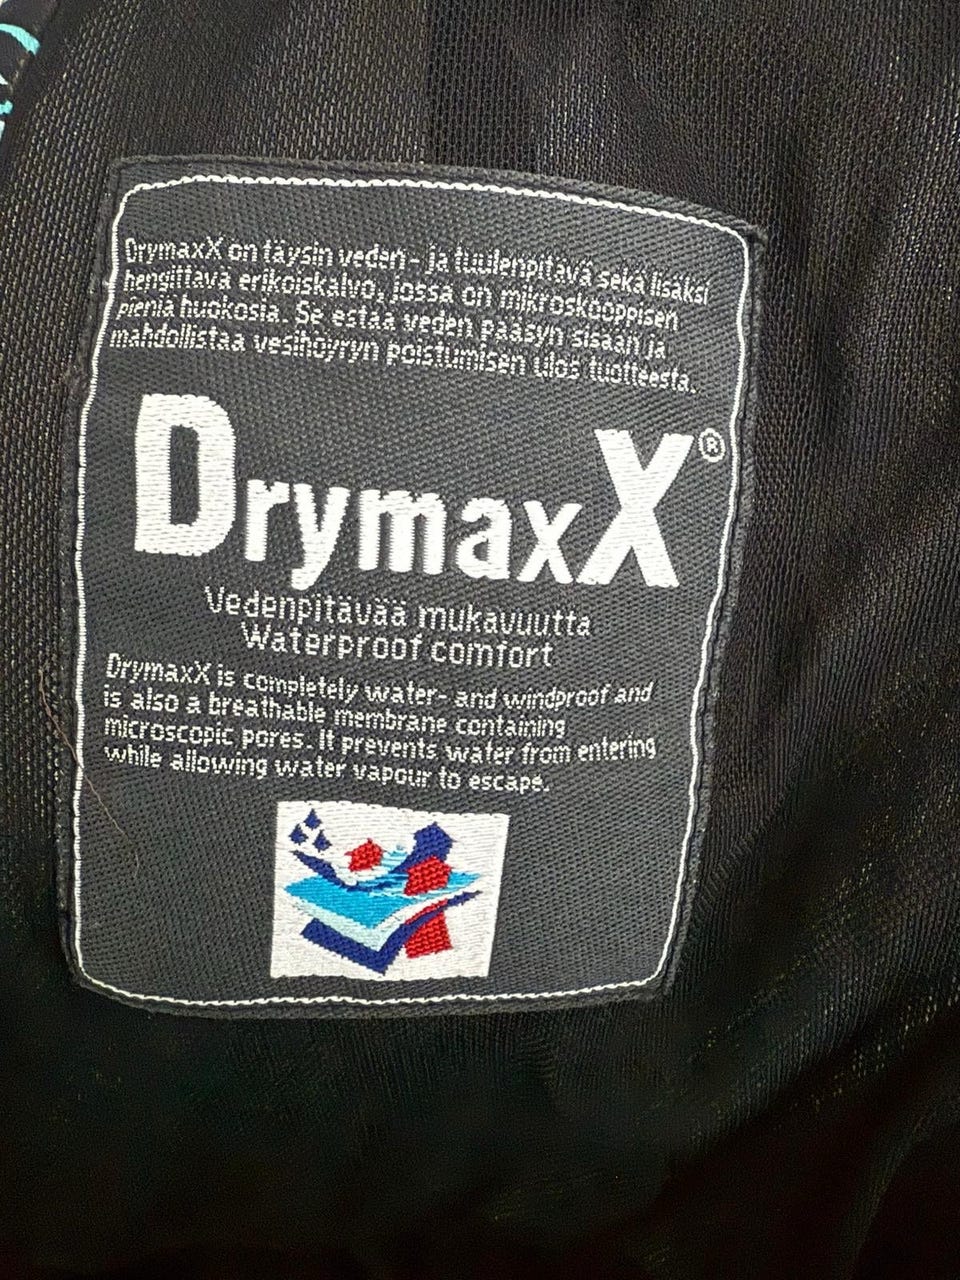 DrymaxX on täysin veden- ja tuulenpitävä sekä lisäksi
hengittävä erikoiskalvo, jossa on mikroskooppisen
pieniä huokosia. Se estää veden pääsyn sisään ja
mahdollistaa vesihöyryn poistumisen ulos tuotteesta.
DrymaxX®
Vedenpitävää mukavuutta
Waterproof comfort
DrymaxX is completely water- and windproof and
is also a breathable membrane containing
microscopic pores. It prevents water from entering
while allowing water vapour to escape.